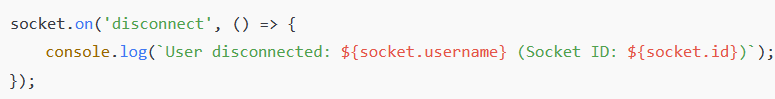 socket.on('disconnect', () => {
    console.log(`User disconnected: ${socket.username} (Socket ID: ${socket.id})`);
});